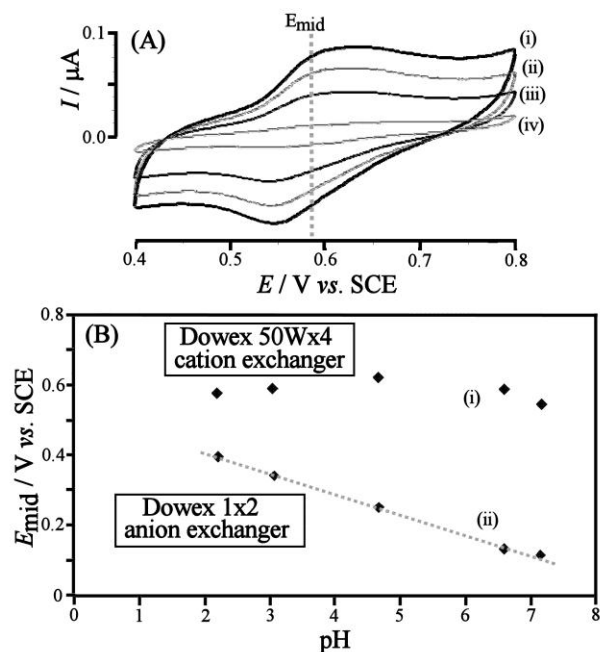 (A)
E_mid
0.1
0.0
I / μA
(i)
(ii)
(iii)
(iv)
0.4
0.5
0.6
0.7
0.8
E / V vs. SCE
(B)
Dowex 50Wx4
cation exchanger
(i)
Dowex 1x2
anion exchanger
(ii)
0.8
0.6
0.4
0.2
0
E_mid / V vs. SCE
0
1
2
3
4
5
6
7
8
pH